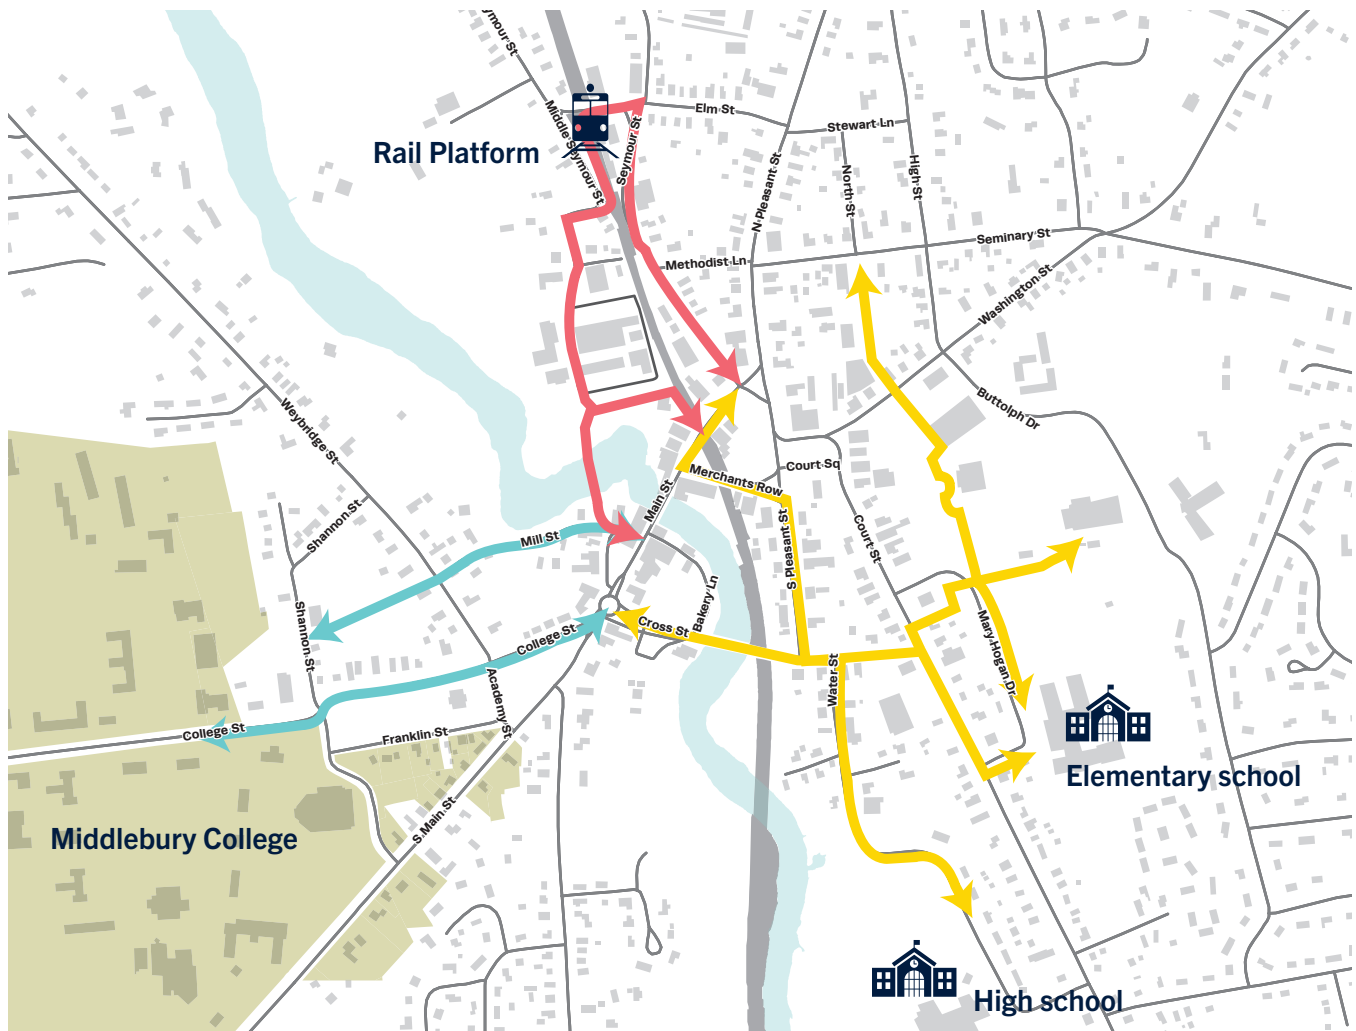 ymour St
Elm St
Middle Seymour St
Seymour St
Stewart Ln
Rail Platform
N Pleasant St
North St
High St
Seminary St
Methodist Ln
Washington St
Buttolph Dr
Weybridge St
Court Sq
Merchants Row
Main St
Shannon St
Court St
S Pleasant St
Mill St
Bakery Ln
Shannon St
Cross St
College St
Mary Hogan Dr
Water St
Academy St
College St
Franklin St
Elementary school
S Main St
Middlebury College
High school